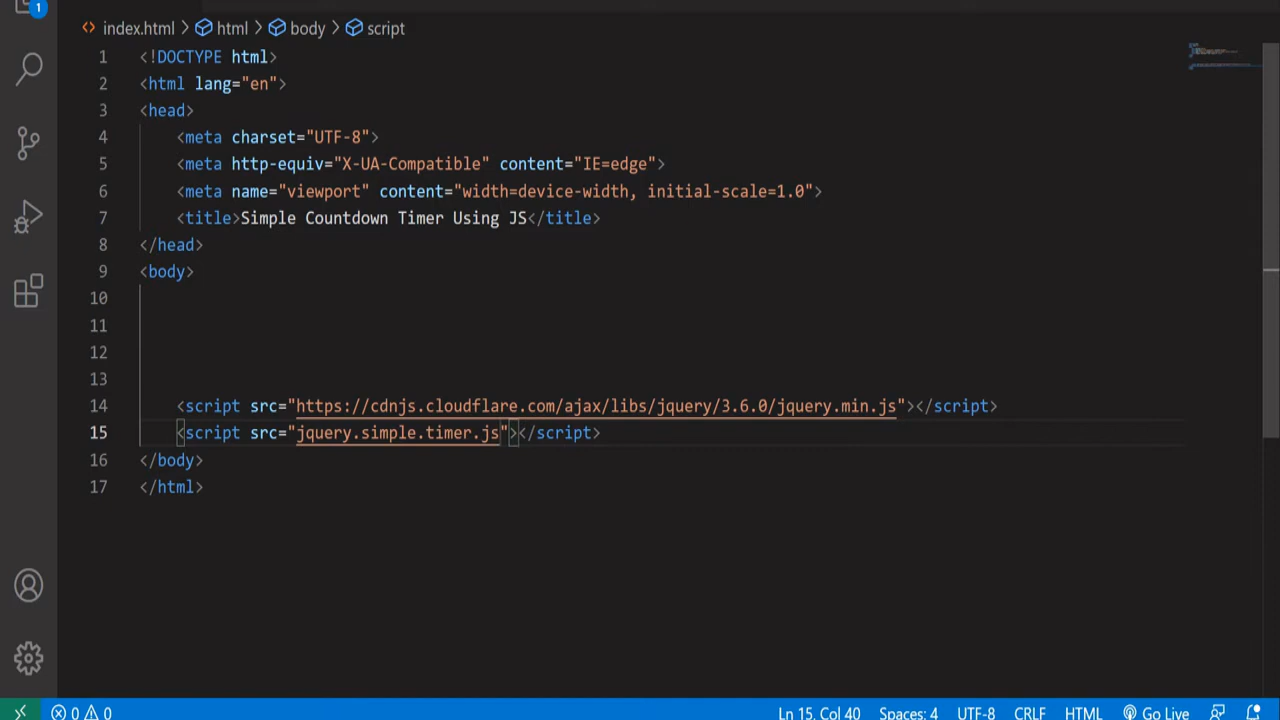 1
index.html > html > body > script
1 <!DOCTYPE html>
2 <html lang="en">
3 <head>
4 <meta charset="UTF-8">
5 <meta http-equiv="X-UA-Compatible" content="IE=edge">
6 <meta name="viewport" content="width=device-width, initial-scale=1.0">
7 <title>Simple Countdown Timer Using JS</title>
8 </head>
9 <body>
10
11
12
13
14 <script src="https://cdnjs.cloudflare.com/ajax/libs/jquery/3.6.0/jquery.min.js"></script>
15 <script src="jquery.simple.timer.js"></script>
16 </body>
17 </html>
0 0 Ln 15, Col 40 Spaces: 4 UTF-8 CRLF HTML Go Live